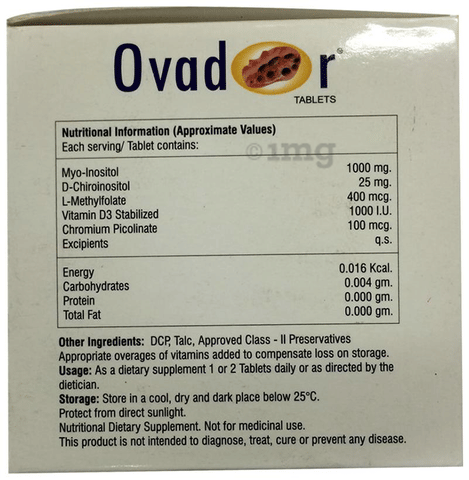 Ovador®
TABLETS
Nutritional Information (Approximate Values)
Each serving/ Tablet contains:
©1mg
Myo-Inositol 1000 mg.
D-Chiroinositol 25 mg.
L-Methylfolate 400 mcg.
Vitamin D3 Stabilized 1000 I.U.
Chromium Picolinate 100 mcg.
Excipients q.s.
Energy 0.016 Kcal.
Carbohydrates 0.004 gm.
Protein 0.000 gm.
Total Fat 0.000 gm.
Other Ingredients: DCP, Talc, Approved Class - II Preservatives
Appropriate overages of vitamins added to compensate loss on storage.
Usage: As a dietary supplement 1 or 2 Tablets daily or as directed by the
dietician.
Storage: Store in a cool, dry and dark place below 25°C.
Protect from direct sunlight.
Nutritional Dietary Supplement. Not for medicinal use.
This product is not intended to diagnose, treat, cure or prevent any disease.